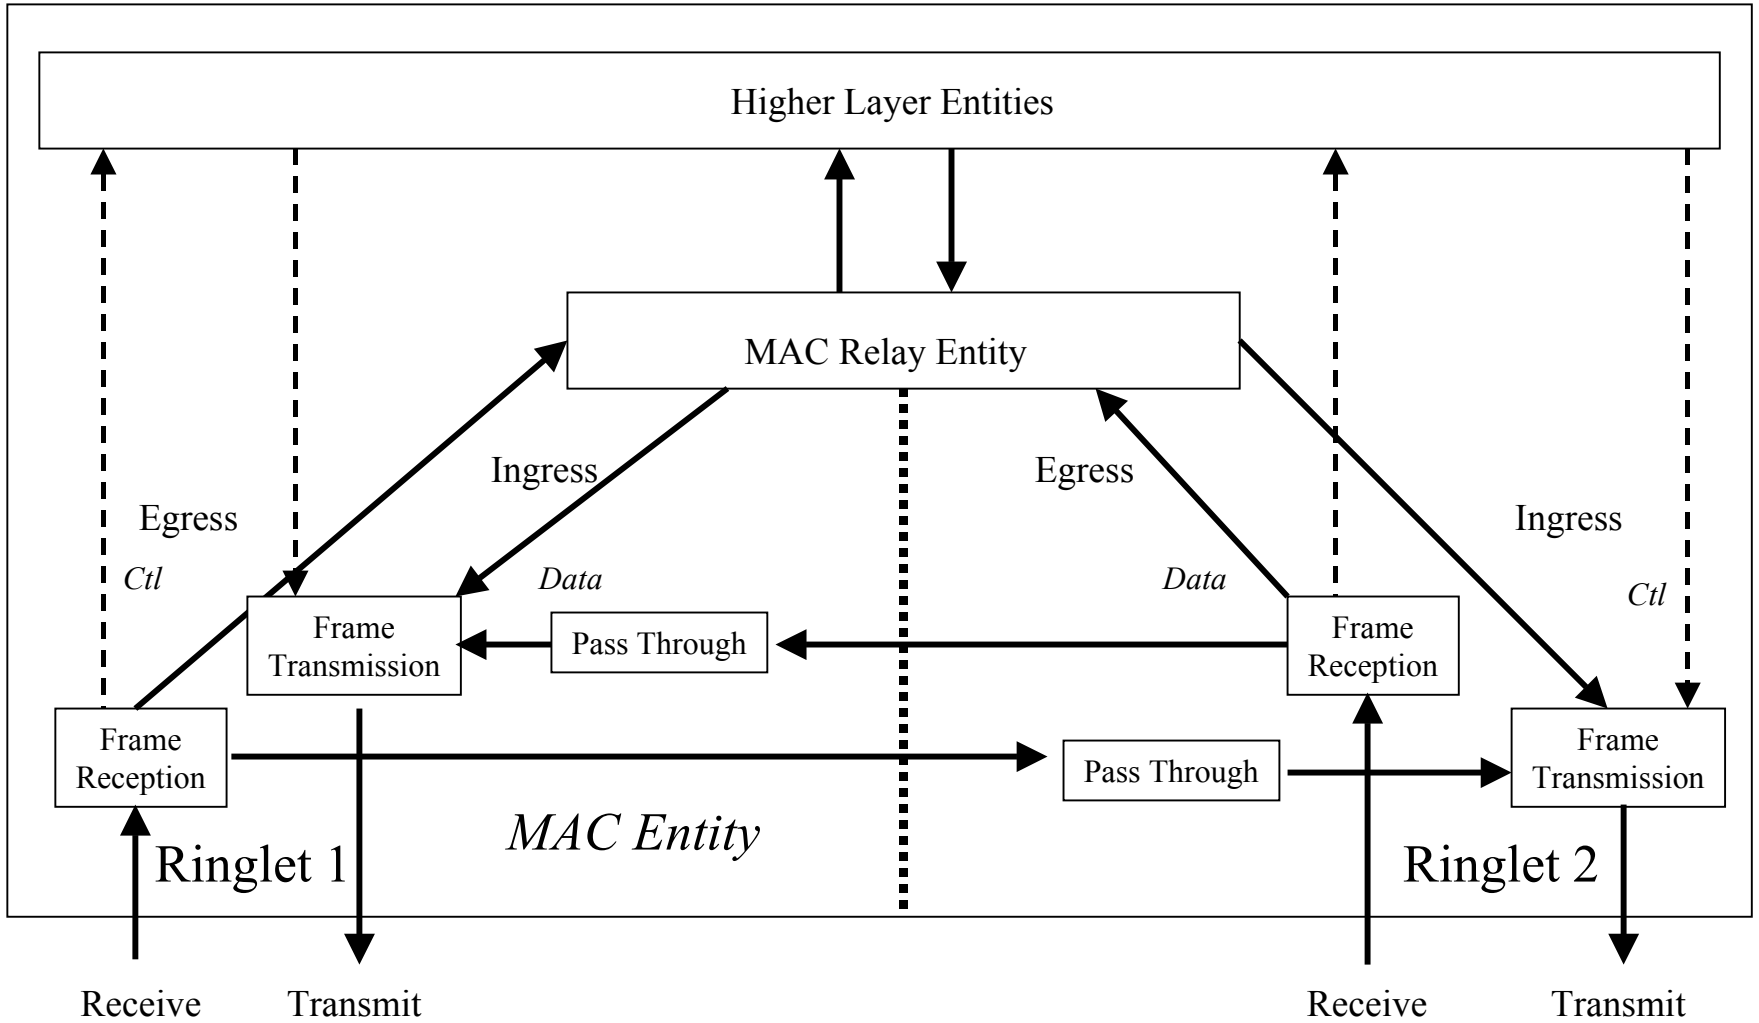 Higher Layer Entities
MAC Relay Entity
Ingress
Egress
Egress
Ingress
Ctl
Data
Data
Ctl
Frame
Transmission
Pass Through
Frame
Reception
Frame
Reception
Pass Through
Frame
Transmission
MAC Entity
Ringlet 1
Ringlet 2
Receive
Transmit
Receive
Transmit